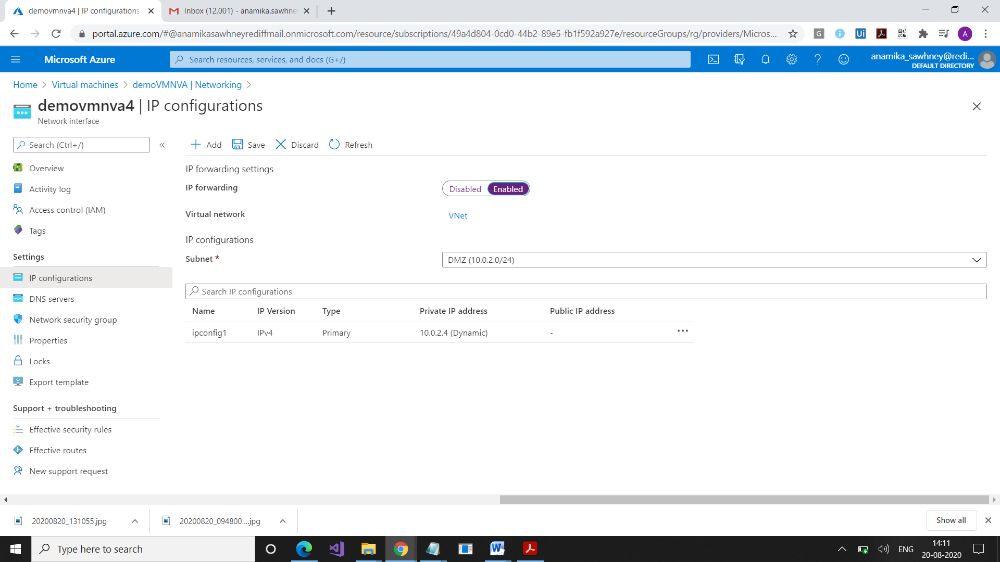 demovmnva4 | IP configurations
Inbox (12,001) - anamika.sawhne
portal.azure.com/#@anamikasawhneyrediffmail.onmicrosoft.com/resource/subscriptions/49a4d804-0cd0-44b2-89e5-fb1f592a927e/resourceGroups/rg/providers/Micros...
G
Ui
A
Microsoft Azure
Search resources, services, and docs (G+/)
anamika_sawhney@redi...
DEFAULT DIRECTORY
Home > Virtual machines > demoVMNVA | Networking >
demovmnva4 | IP configurations
Network interface
Search (Ctrl+/)
«
Add
Save
Discard
Refresh
Overview
Activity log
Access control (IAM)
Tags
Settings
IP configurations
DNS servers
Network security group
Properties
Locks
Export template
Support + troubleshooting
Effective security rules
Effective routes
New support request
IP forwarding settings
IP forwarding
Disabled
Enabled
Virtual network
VNet
IP configurations
Subnet *
DMZ (10.0.2.0/24)
Search IP configurations
Name IP Version Type Private IP address Public IP address
ipconfig1 IPv4 Primary 10.0.2.4 (Dynamic) -
20200820_131055.jpg
20200820_094800....jpg
Show all
Type here to search
ENG
14:11
20-08-2020